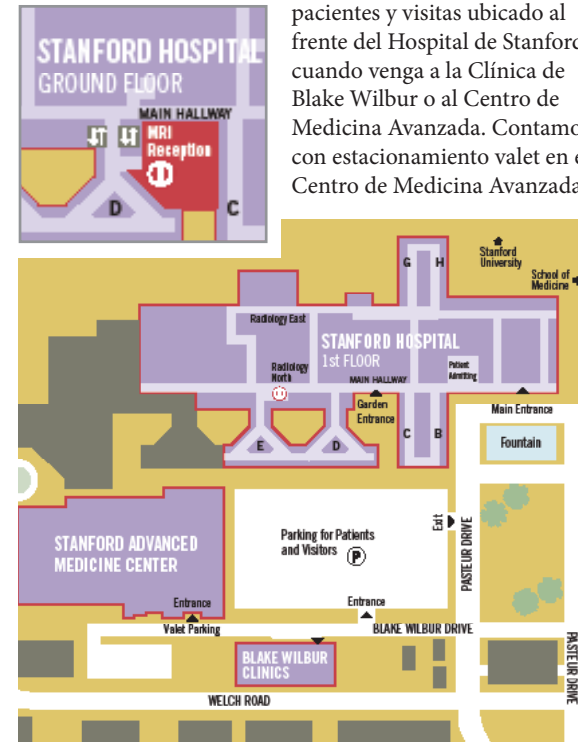 pacientes y visitas ubicado al
frente del Hospital de Stanford
cuando venga a la Clínica de
Blake Wilbur o al Centro de
Medicina Avanzada. Contamo
con estacionamiento valet en e
Centro de Medicina Avanzada
STANFORD HOSPITAL
GROUND FLOOR
MAIN HALLWAY
MRI
Reception
D
C
Stanford
University
School of
Medicine
G
H
Radiology East
STANFORD HOSPITAL
1st FLOOR
Radiology
North
MAIN HALLWAY
Patient
Admitting
Garden
Entrance
Main Entrance
E
D
C
B
Fountain
STANFORD ADVANCED
MEDICINE CENTER
Parking for Patients
and Visitors
P
Exit
PASTEUR DRIVE
Entrance
Entrance
Valet Parking
BLAKE WILBUR DRIVE
BLAKE WILBUR
CLINICS
PASTEUR DRIVE
WELCH ROAD